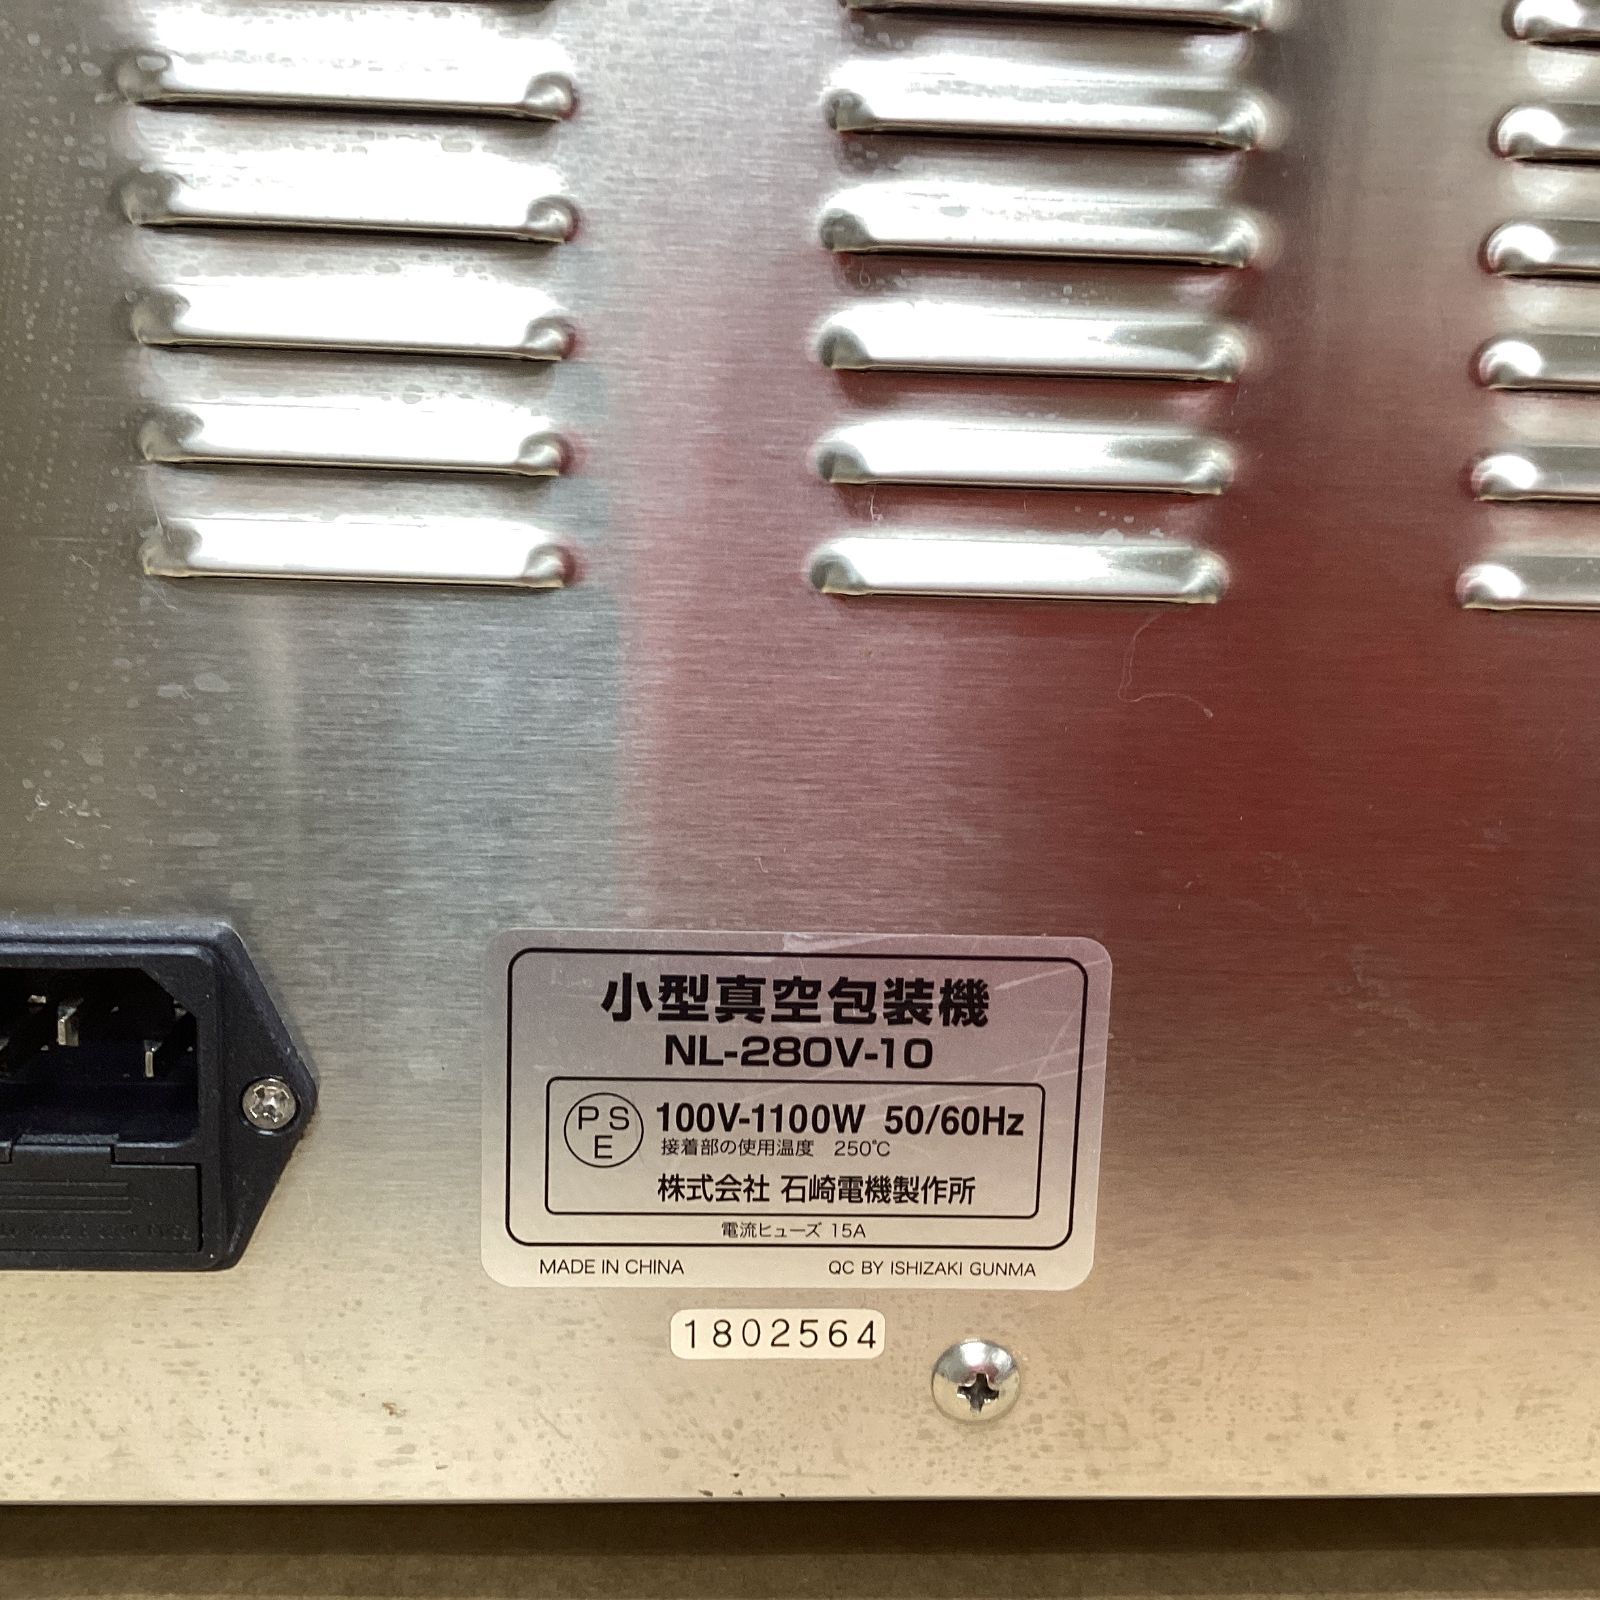 小型真空包装機
NL-280V-10
PSE
100V-1100W 50/60Hz
接着部の使用温度 250℃
株式会社 石崎電機製作所
電流ヒューズ 15A
MADE IN CHINA
QC BY ISHIZAKI GUNMA
1802564